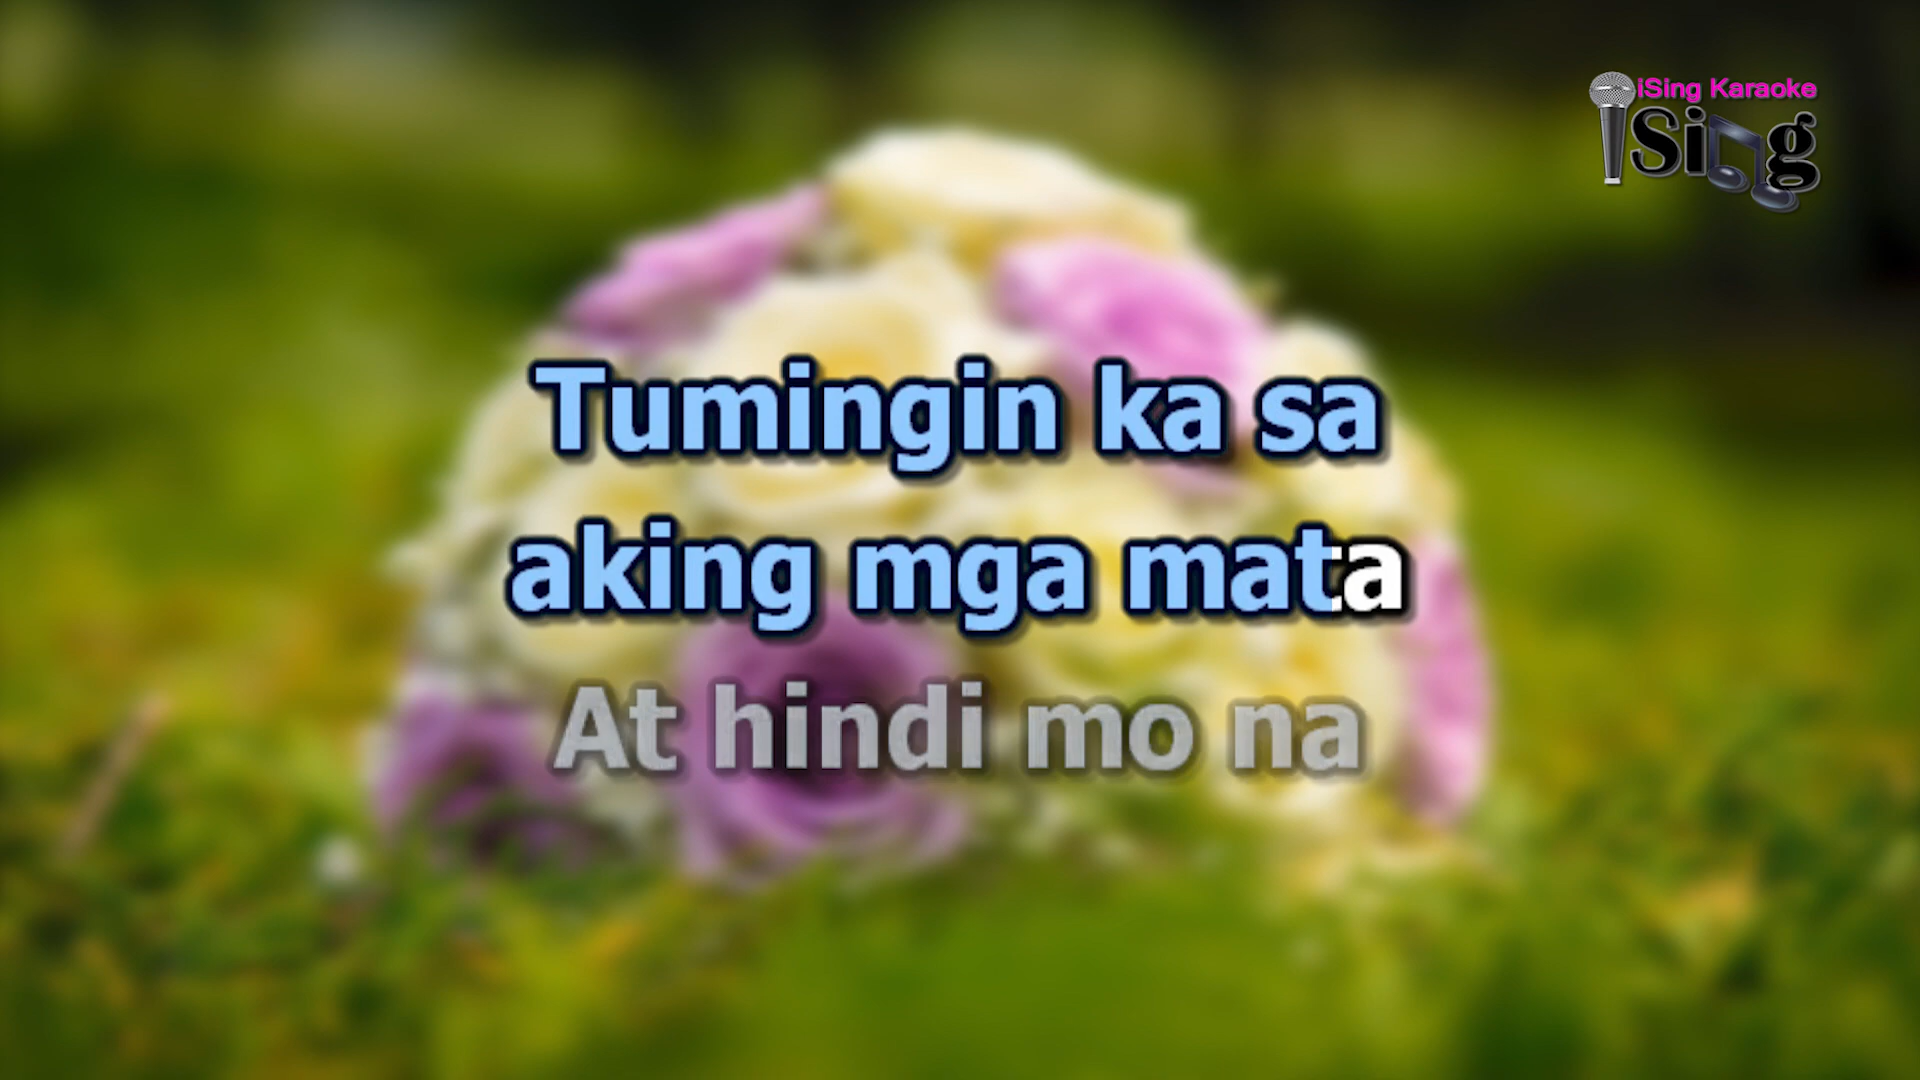 iSing Karaoke
iSing
Tumingin ka sa
aking mga mata
At hindi mo na